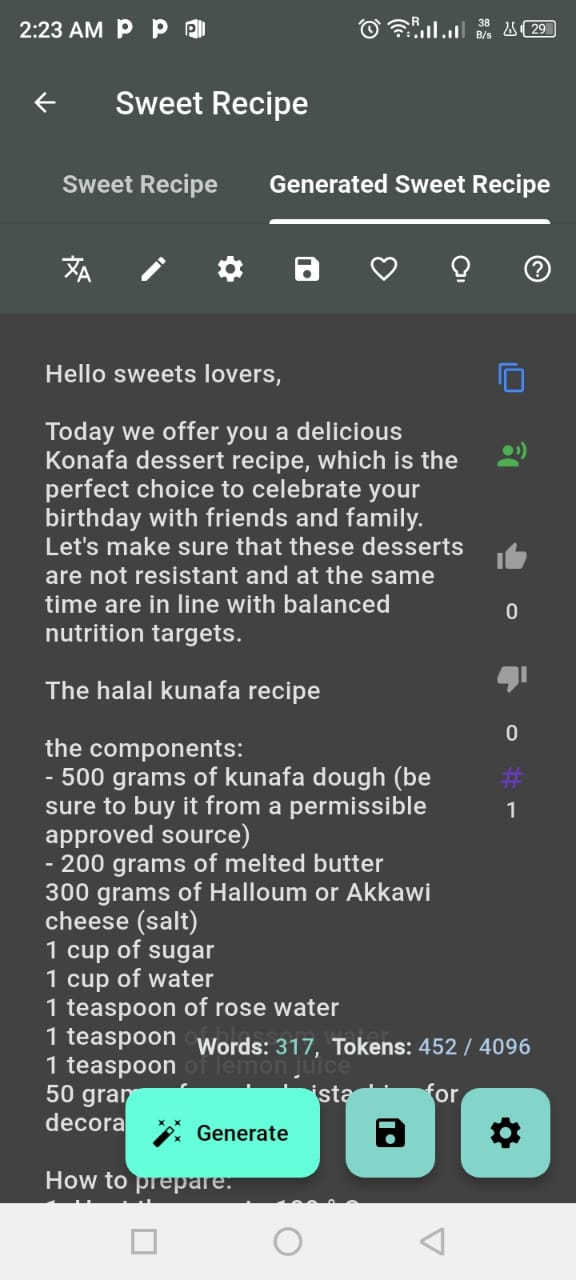 2:23 AM
R
38
B/s
29
Sweet Recipe
Sweet Recipe
Generated Sweet Recipe
Hello sweets lovers,
Today we offer you a delicious
Konafa dessert recipe, which is the
perfect choice to celebrate your
birthday with friends and family.
Let's make sure that these desserts
are not resistant and at the same
time are in line with balanced
nutrition targets.
0
0
#
1
The halal kunafa recipe
the components:
- 500 grams of kunafa dough (be
sure to buy it from a permissible
approved source)
- 200 grams of melted butter
300 grams of Halloum or Akkawi
cheese (salt)
1 cup of sugar
1 cup of water
1 teaspoon of rose water
1 teaspoon of blossom water
1 teaspoon of lemon juice
Words: 317, Tokens: 452 / 4096
50 for
Generate
How to prepare: